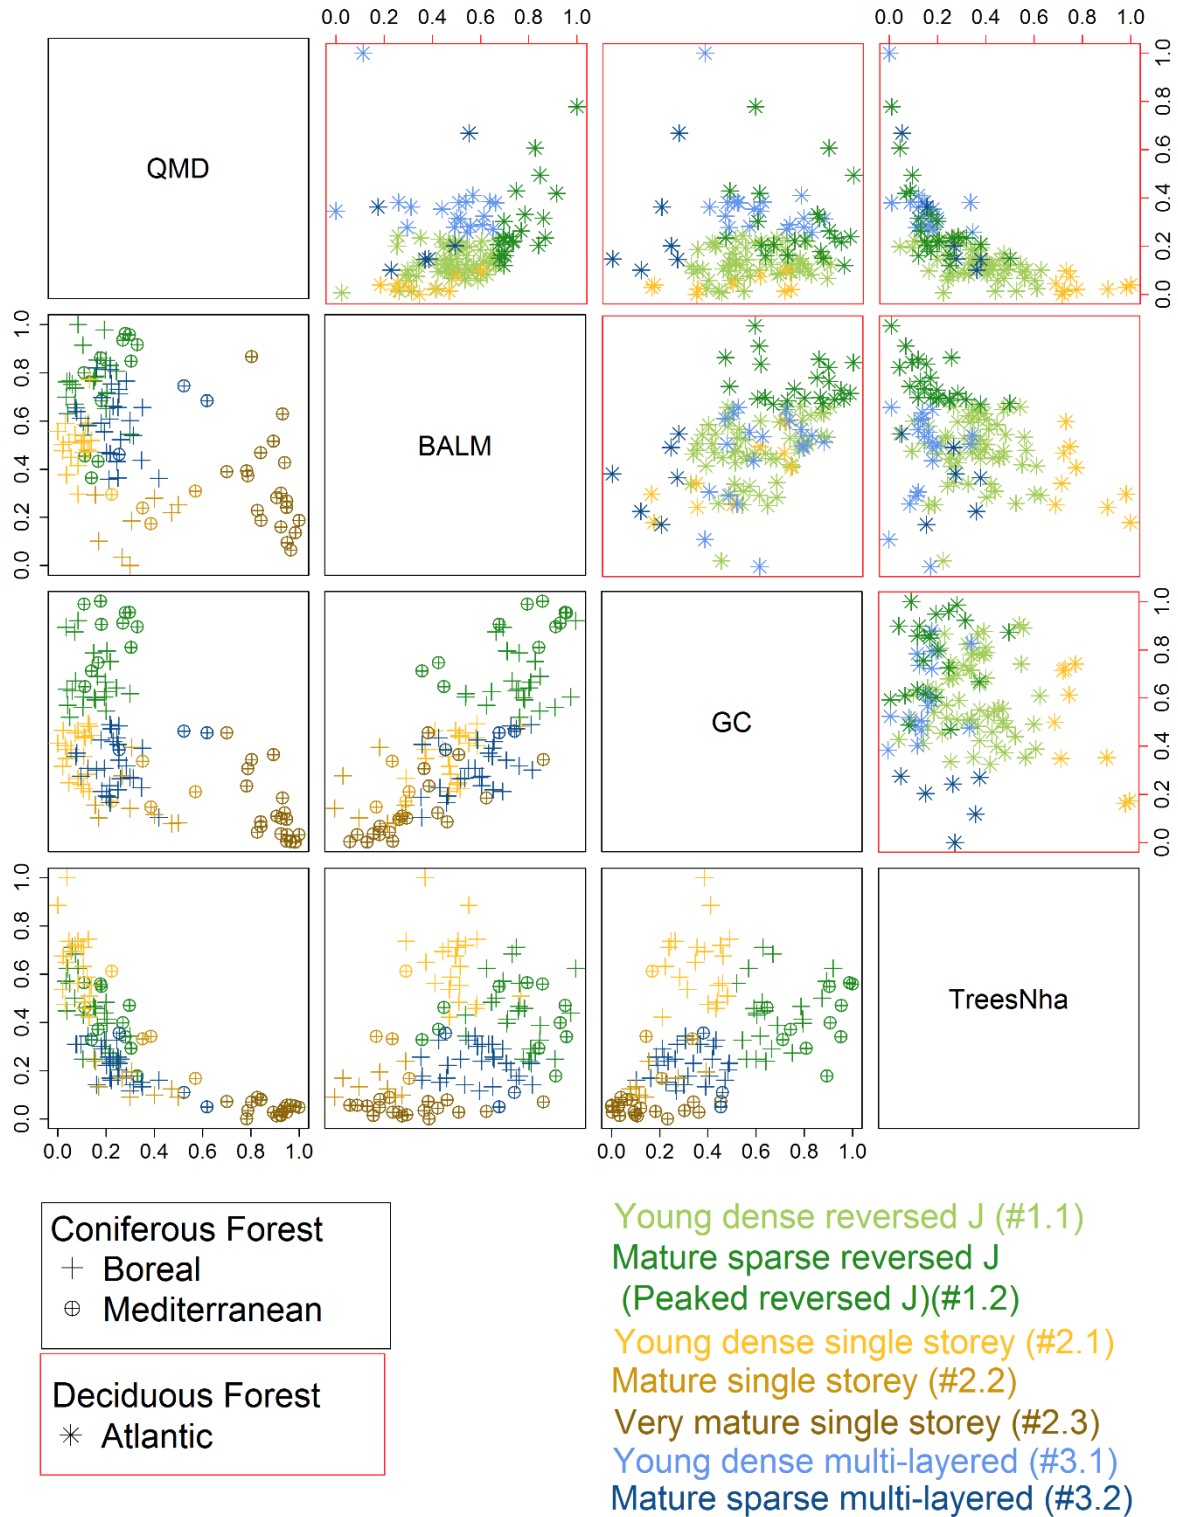 0.0 0.2 0.4 0.6 0.8 1.0 0.0 0.2 0.4 0.6 0.8 1.0
QMD
0.0 0.2 0.4 0.6 0.8 1.0
0.0 0.2 0.4 0.6 0.8 1.0
BALM
GC
0.0 0.2 0.4 0.6 0.8 1.0
0.0 0.2 0.4 0.6 0.8 1.0
TreesNha
0.0 0.2 0.4 0.6 0.8 1.0 0.0 0.2 0.4 0.6 0.8 1.0
Coniferous Forest
Boreal
Mediterranean
Deciduous Forest
Atlantic
Young dense reversed J (#1.1)
Mature sparse reversed J
(Peaked reversed J)(#1.2)
Young dense single storey (#2.1)
Mature single storey (#2.2)
Very mature single storey (#2.3)
Young dense multi-layered (#3.1)
Mature sparse multi-layered (#3.2)